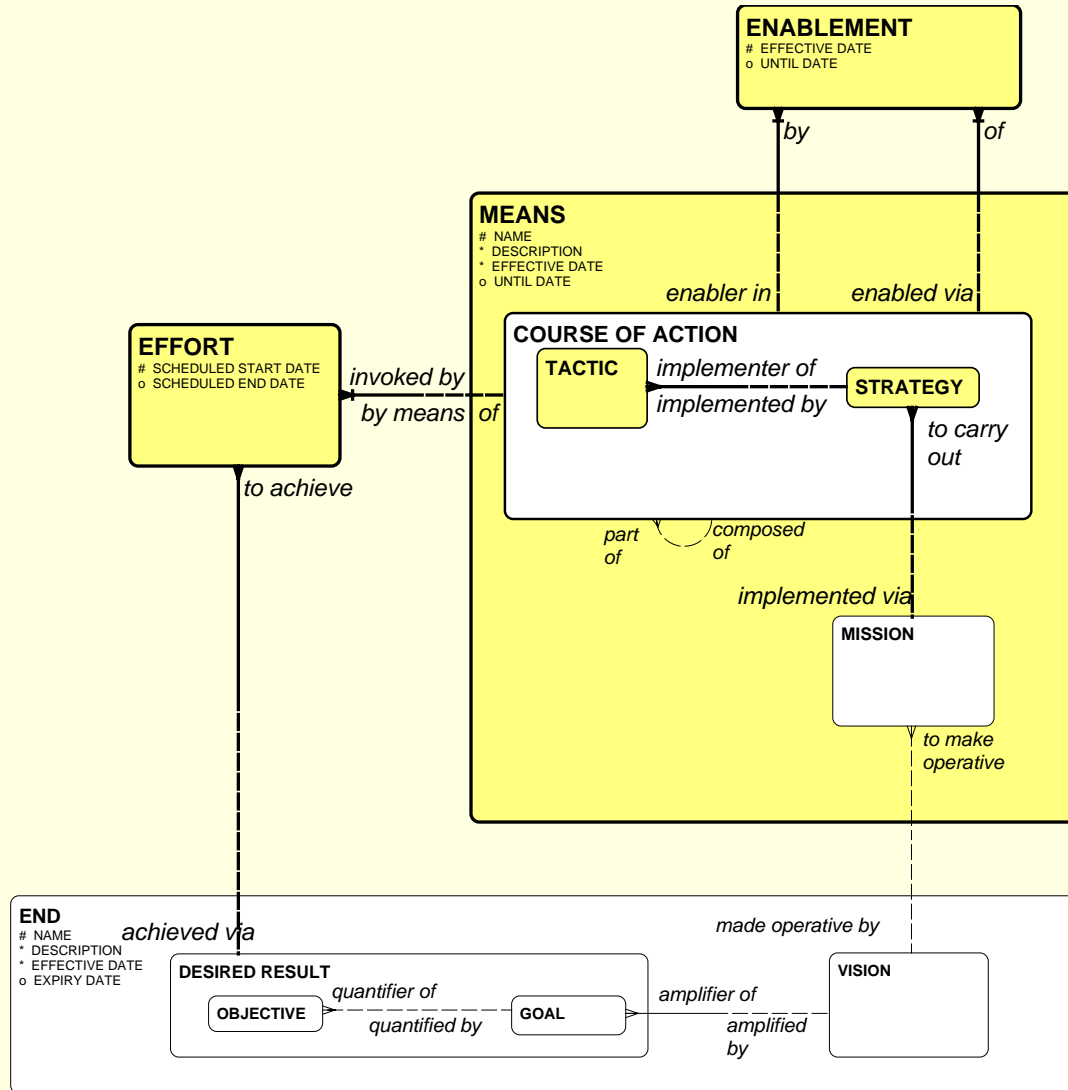 ENABLEMENT
# EFFECTIVE DATE
o UNTIL DATE
by
of
MEANS
# NAME
* DESCRIPTION
* EFFECTIVE DATE
o UNTIL DATE
enabler in
enabled via
COURSE OF ACTION
TACTIC
implementer of
implemented by
STRATEGY
to carry
out
EFFORT
# SCHEDULED START DATE
o SCHEDULED END DATE
invoked by
by means of
to achieve
part
of
composed
of
implemented via
MISSION
to make
operative
END
# NAME
* DESCRIPTION
* EFFECTIVE DATE
o EXPIRY DATE
achieved via
made operative by
DESIRED RESULT
OBJECTIVE
quantifier of
quantified by
GOAL
amplifier of
amplified
by
VISION